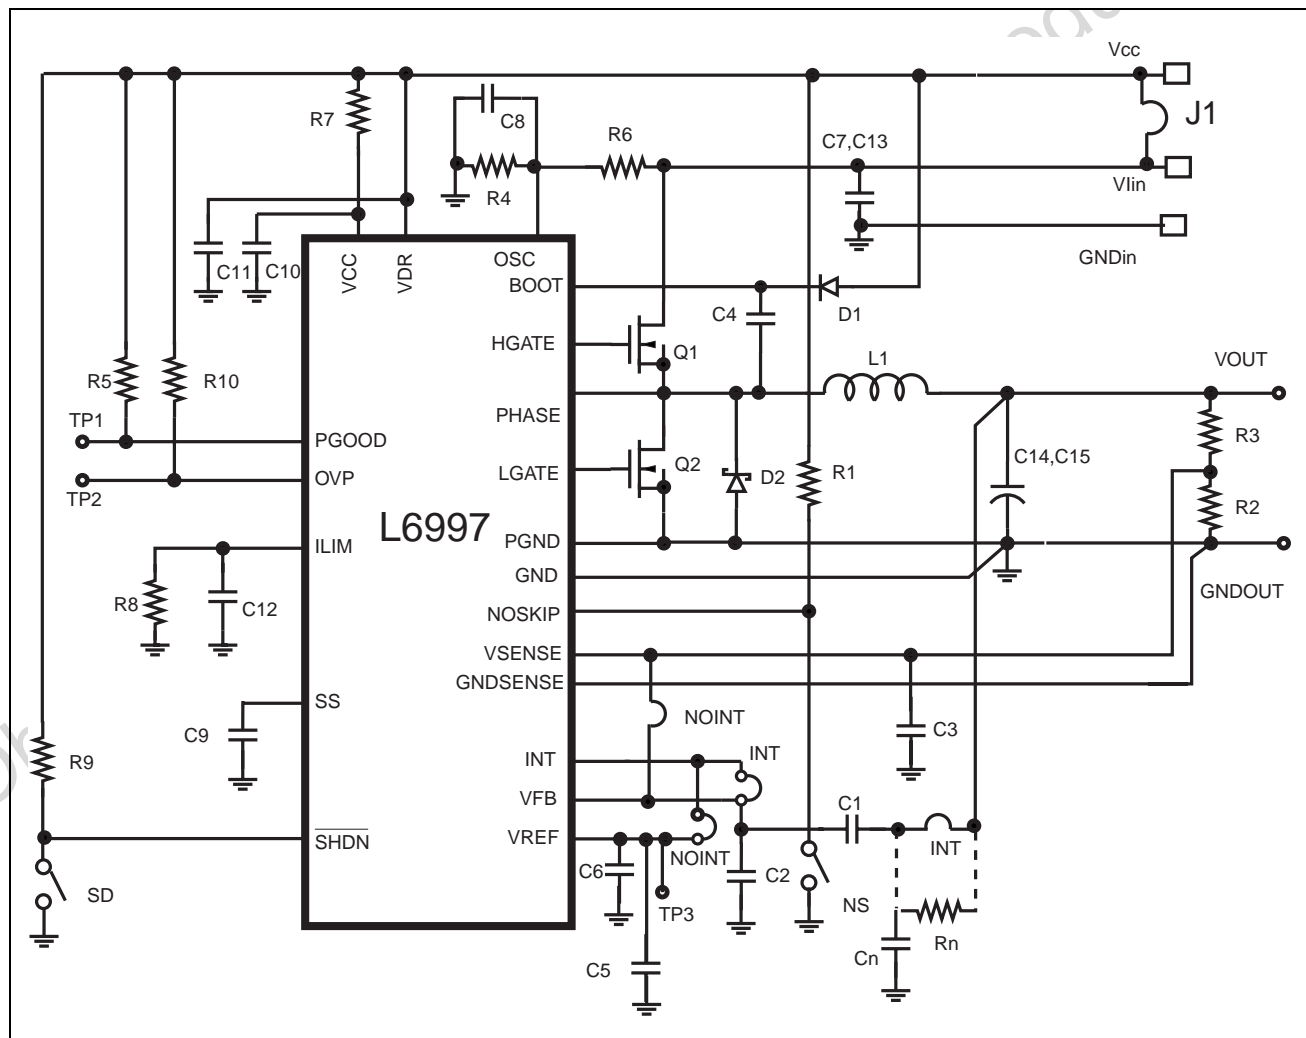 Vcc
C8
R7
R6
J1
C7,C13
R4
VIin
GNDin
C11
C10
VCC
VDR
OSC
BOOT
C4
D1
HGATE
Q1
L1
VOUT
R5
R10
TP1
PHASE
R3
PGOOD
C14,C15
LGATE
Q2
D2
R1
OVP
TP2
R2
L6997
ILIM
PGND
GND
GNDOUT
R8
C12
NOSKIP
VSENSE
GNDSENSE
SS
C9
NOINT
C3
R9
INT
INT
VFB
C1
SHDN
VREF
NOINT
INT
C6
C2
SD
TP3
NS
Rn
Cn
C5